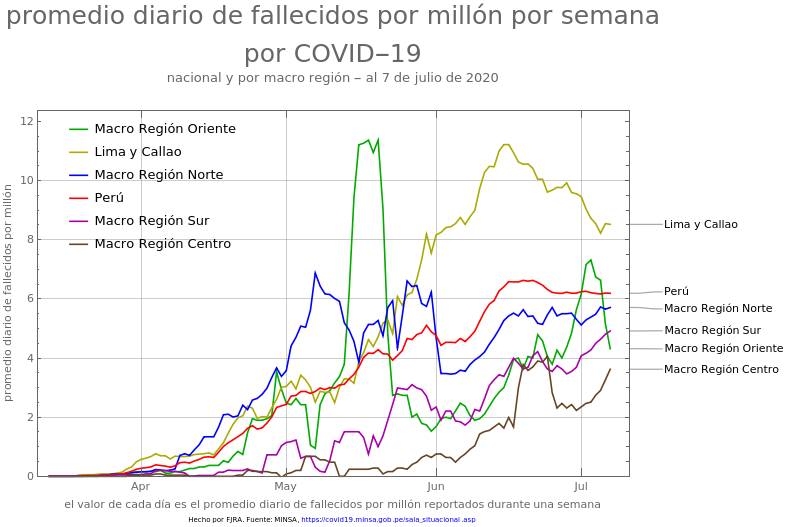 promedio diario de fallecidos por millón por semana
por COVID−19
nacional y por macro región − al 7 de julio de 2020
promedio diario de fallecidos por millón
12
10
8
6
4
2
0
Macro Región Oriente
Lima y Callao
Macro Región Norte
Perú
Macro Región Sur
Macro Región Centro
Lima y Callao
Perú
Macro Región Norte
Macro Región Sur
Macro Región Oriente
Macro Región Centro
Apr May Jun Jul
el valor de cada día es el promedio diario de fallecidos por millón reportados durante una semana
Hecho por FJRA. Fuente: MINSA, https://covid19.minsa.gob.pe/sala_situacional .asp